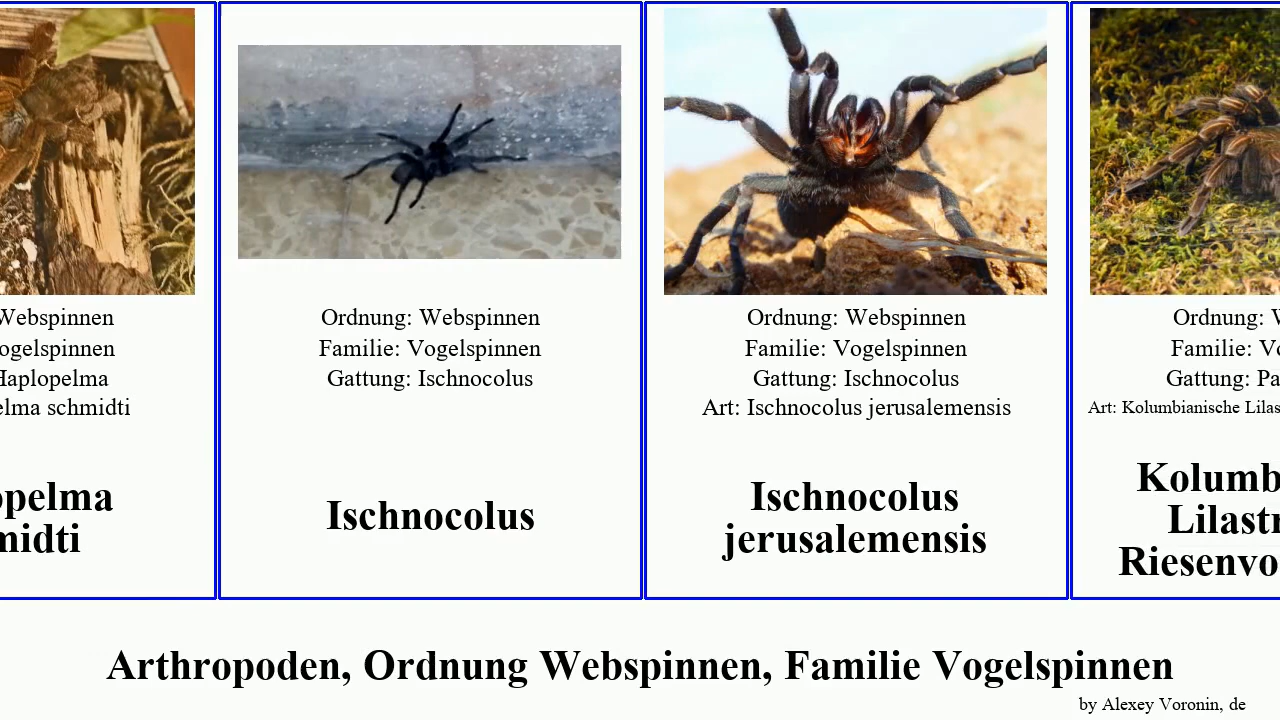 Webspinnen
ogelspinnen
Haplopelma
elma schmidti
opelma
midti
Ordnung: Webspinnen
Familie: Vogelspinnen
Gattung: Ischnocolus
Ischnocolus
Ordnung: Webspinnen
Familie: Vogelspinnen
Gattung: Ischnocolus
Art: Ischnocolus jerusalemensis
Ischnocolus
jerusalemensis
Ordnung: W
Familie: Vo
Gattung: Pa
Art: Kolumbianische Lilas
Kolumb
Lilast
Riesenvo
Arthropoden, Ordnung Webspinnen, Familie Vogelspinnen
by Alexey Voronin, de